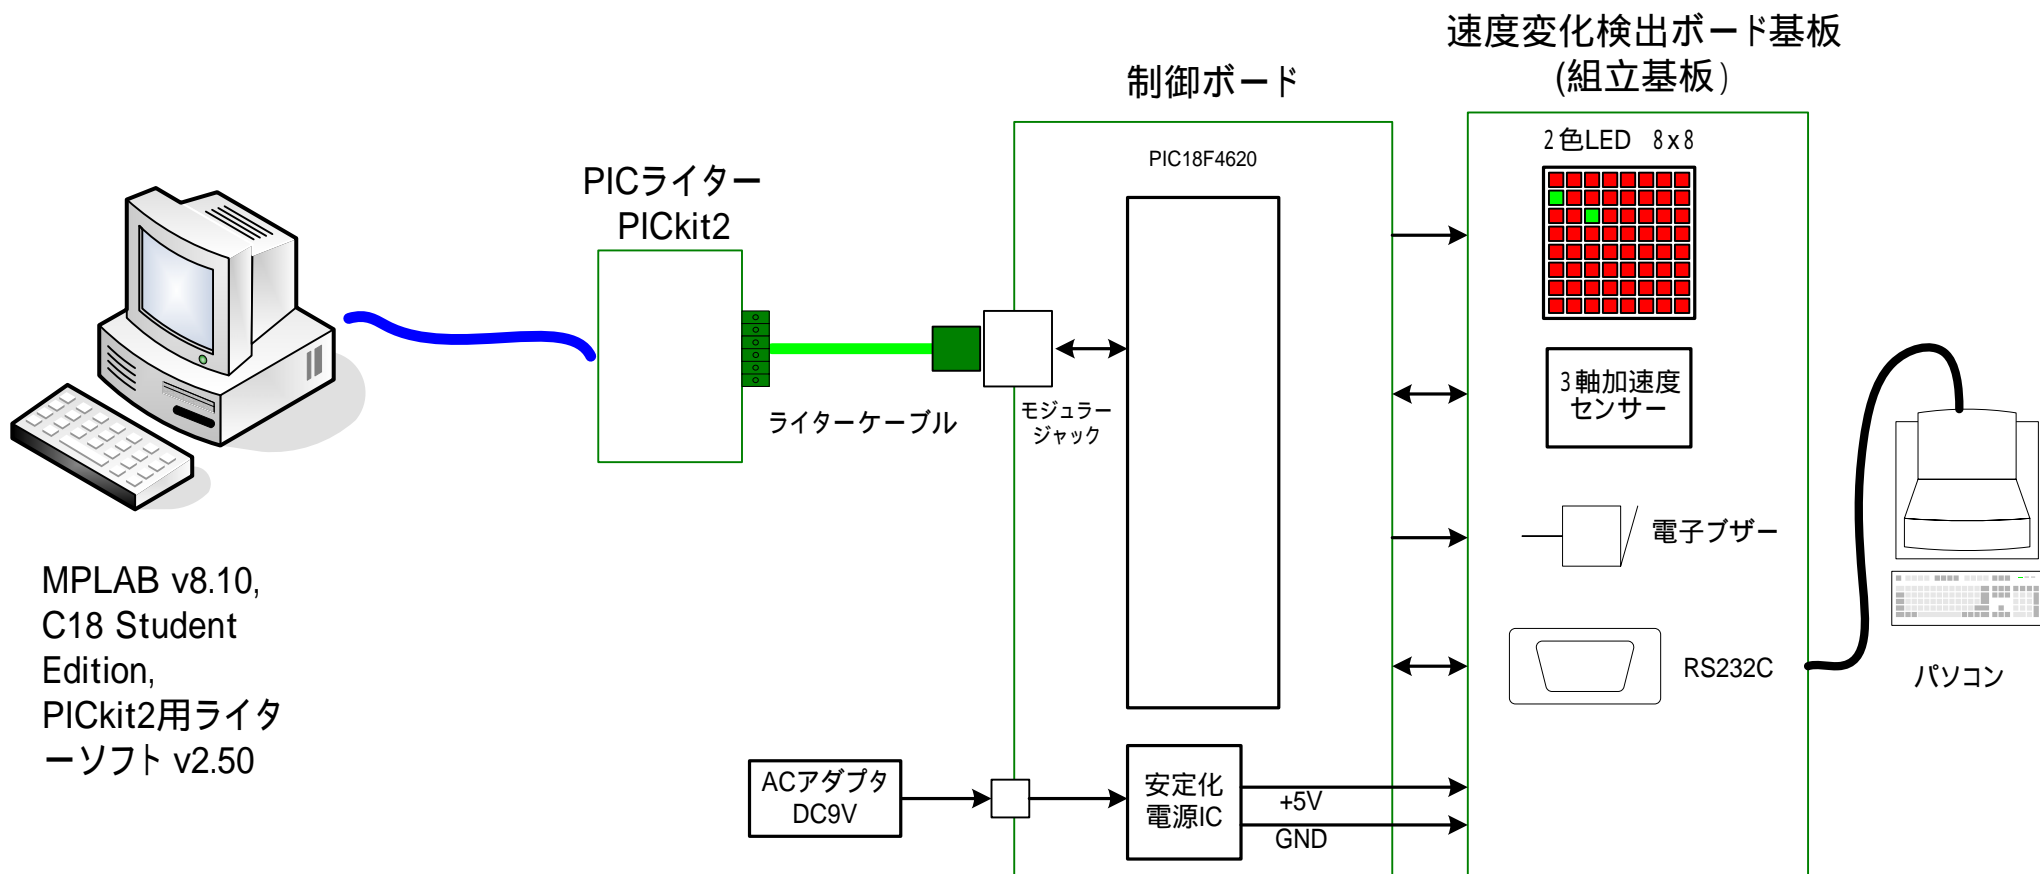 速度変化検出ボード基板
(組立基板)
制御ボード
2色LED 8x8
PIC18F4620
PICライター
PICkit2
3軸加速度
センサー
ライターケーブル
モジュラー
ジャック
電子ブザー
MPLAB v8.10,
C18 Student
Edition,
PICkit2用ライタ
ーソフト v2.50
RS232C
パソコン
ACアダプタ
DC9V
安定化
電源IC
+5V
GND